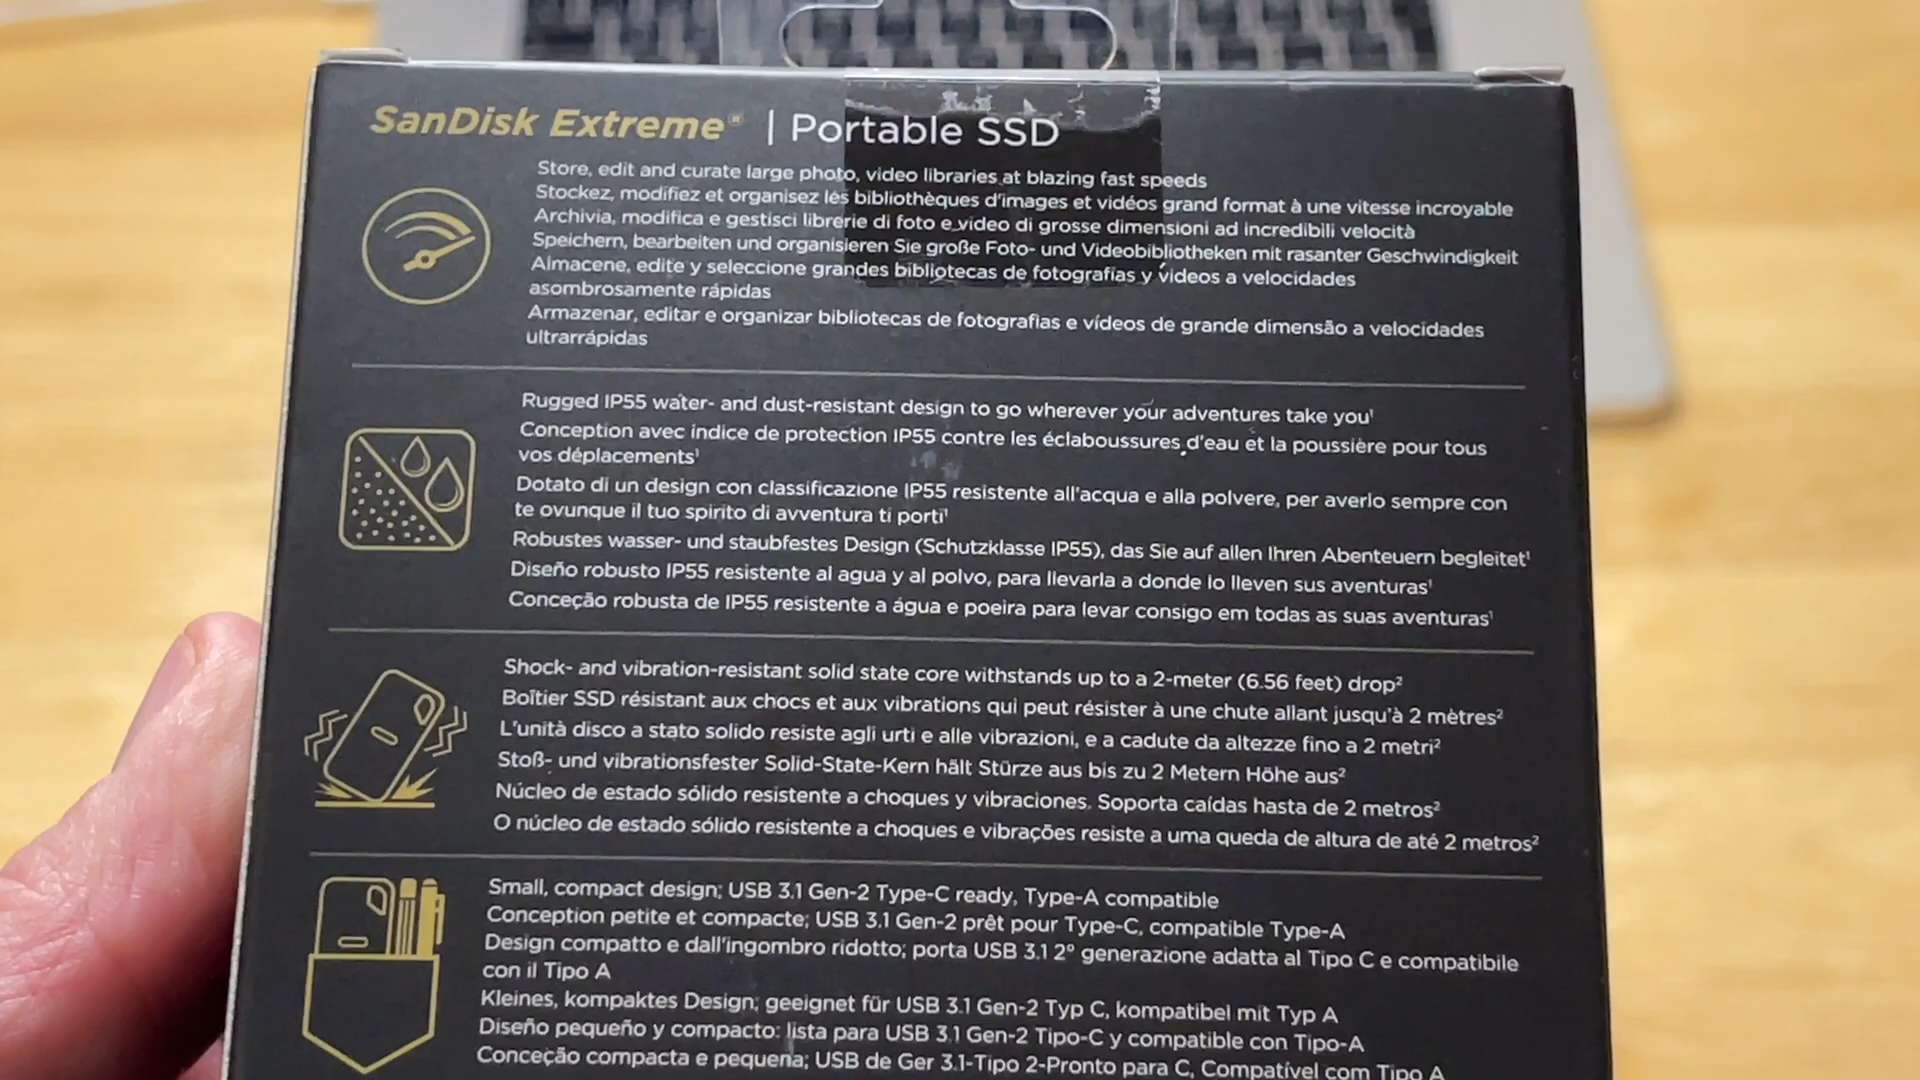 SanDisk Extreme® | Portable SSD
Store, edit and curate large photo, video libraries at blazing fast speeds
Stockez, modifiez et organisez les bibliothèques d'images et vidéos grand format à une vitesse incroyable
Archivia, modifica e gestisci librerie di foto e video di grosse dimensioni ad incredibili velocità
Speichern, bearbeiten und organisieren Sie große Foto- und Videobibliotheken mit rasanter Geschwindigkeit
Almacene, edite y seleccione grandes bibliotecas de fotografías y vídeos a velocidades
asombrosamente rápidas
Armazenar, editar e organizar bibliotecas de fotografias e vídeos de grande dimensão a velocidades
ultrarrápidas
Rugged IP55 water- and dust-resistant design to go wherever your adventures take you¹
Conception avec indice de protection IP55 contre les éclaboussures d'eau et la poussière pour tous
vos déplacements¹
Dotato di un design con classificazione IP55 resistente all'acqua e alla polvere, per averlo sempre con
te ovunque il tuo spirito di avventura ti porti¹
Robustes wasser- und staubfestes Design (Schutzklasse IP55), das Sie auf allen Ihren Abenteuern begleitet¹
Diseño robusto IP55 resistente al agua y al polvo, para llevarla a donde lo lleven sus aventuras¹
Conceção robusta de IP55 resistente a água e poeira para levar consigo em todas as suas aventuras¹
Shock- and vibration-resistant solid state core withstands up to a 2-meter (6.56 feet) drop²
Boîtier SSD résistant aux chocs et aux vibrations qui peut résister à une chute allant jusqu'à 2 mètres²
L'unità disco a stato solido resiste agli urti e alle vibrazioni, e a cadute da altezze fino a 2 metri²
Stoß- und vibrationsfester Solid-State-Kern hält Stürze aus bis zu 2 Metern Höhe aus²
Núcleo de estado sólido resistente a choques y vibraciones. Soporta caídas hasta de 2 metros²
O núcleo de estado sólido resistente a choques e vibrações resiste a uma queda de altura de até 2 metros²
Small, compact design; USB 3.1 Gen-2 Type-C ready, Type-A compatible
Conception petite et compacte; USB 3.1 Gen-2 prêt pour Type-C, compatible Type-A
Design compatto e dall'ingombro ridotto; porta USB 3.1 2° generazione adatta al Tipo C e compatibile
con il Tipo A
Kleines, kompaktes Design; geeignet für USB 3.1 Gen-2 Typ C, kompatibel mit Typ A
Diseño pequeño y compacto: lista para USB 3.1 Gen-2 Tipo-C y compatible con Tipo-A
Conceção compacta e pequena; USB de Ger 3.1-Tipo 2-Pronto para C, Compatível com Tipo A